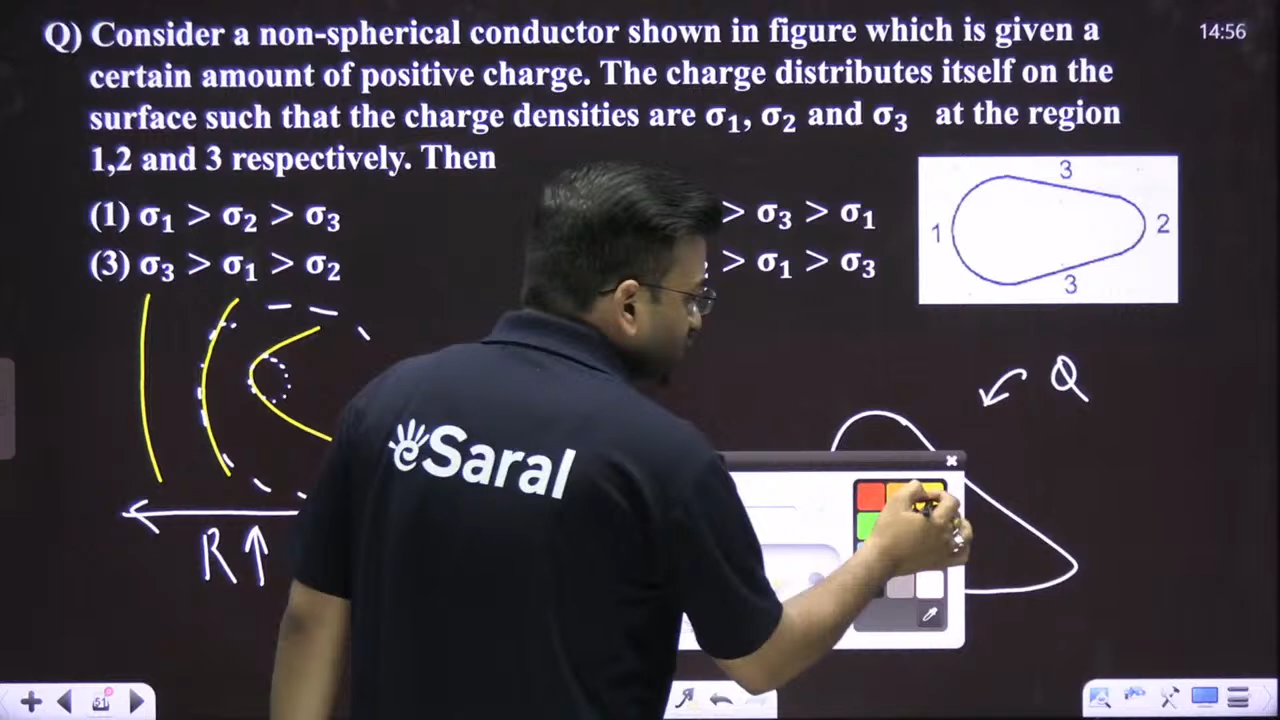 Q) Consider a non-spherical conductor shown in figure which is given a
14:56
certain amount of positive charge. The charge distributes itself on the
surface such that the charge densities are σ₁, σ₂ and σ₃ at the region
1,2 and 3 respectively. Then
(1) σ₁ > σ₂ > σ₃
> σ₃ > σ₁
(3) σ₃ > σ₁ > σ₂
> σ₁ > σ₃
3
1
2
3
Q
eSaral
R↑
51